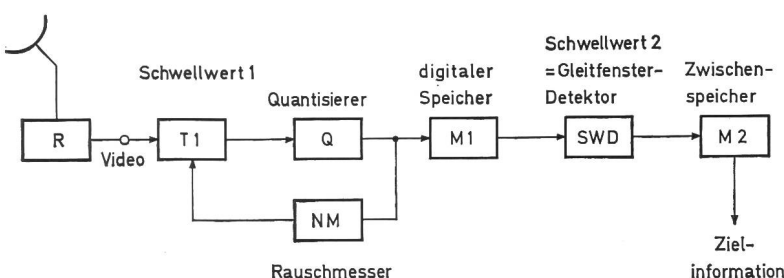 Schwellwert 1
Quantisierer
digitaler
Speicher
Schwellwert 2
=Gleitfenster-
Detektor
Zwischen-
speicher
R
Video
T1
Q
M1
SWD
M2
NM
Rauschmesser
Ziel-
information